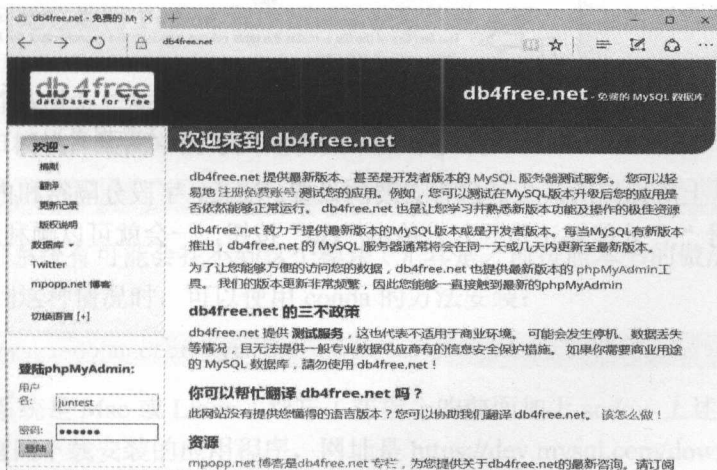 db4free.net - 免费的 My
db4free.net
db4free
databases for free
db4free.net - 免费的 MySQL 数据库
欢迎
捐献
翻译
更新记录
版权说明
数据库
Twitter
mpopp.net 博客
切换语言 [+]
登陆phpMyAdmin:
用户
名:
juntest
密码:
登陆
欢迎来到 db4free.net
db4free.net 提供最新版本、甚至是开发者版本的 MySQL 服务器测试服务。 您可以轻
易地 注册免费账号 测试您的应用。例如，您可以测试在MySQL版本升级后您的应用是
否依然能够正常运行。 db4free.net 也是让您学习并熟悉新版本功能及操作的极佳资源
db4free.net 致力于提供最新版本的MySQL版本或是开发者版本。每当MySQL有新版本
推出，db4free.net 的 MySQL 服务器通常将会在同一天或几天内更新至最新版本。
为了让您能够方便的访问您的数据，db4free.net 也提供最新版本的 phpMyAdmin工
具。 我们的版本更新非常频繁，因此您能够一直接触到最新的phpMyAdmin
db4free.net 的三不政策
db4free.net 提供 测试服务，这也代表不适用于商业环境。 可能会发生停机、数据丢失
等情况，且无法提供一般专业数据供应商有的信息安全保护措施。 如果你需要商业用途
的 MySQL 数据库，請勿使用 db4free.net！
你可以帮忙翻译 db4free.net 吗？
此网站没有提供您懂得的语言版本？您可以协助我们翻译 db4free.net。 该怎么做！
资源
mpopp.net 博客是db4free.net 专栏，为您提供关于db4free.net的最新咨询。请订阅